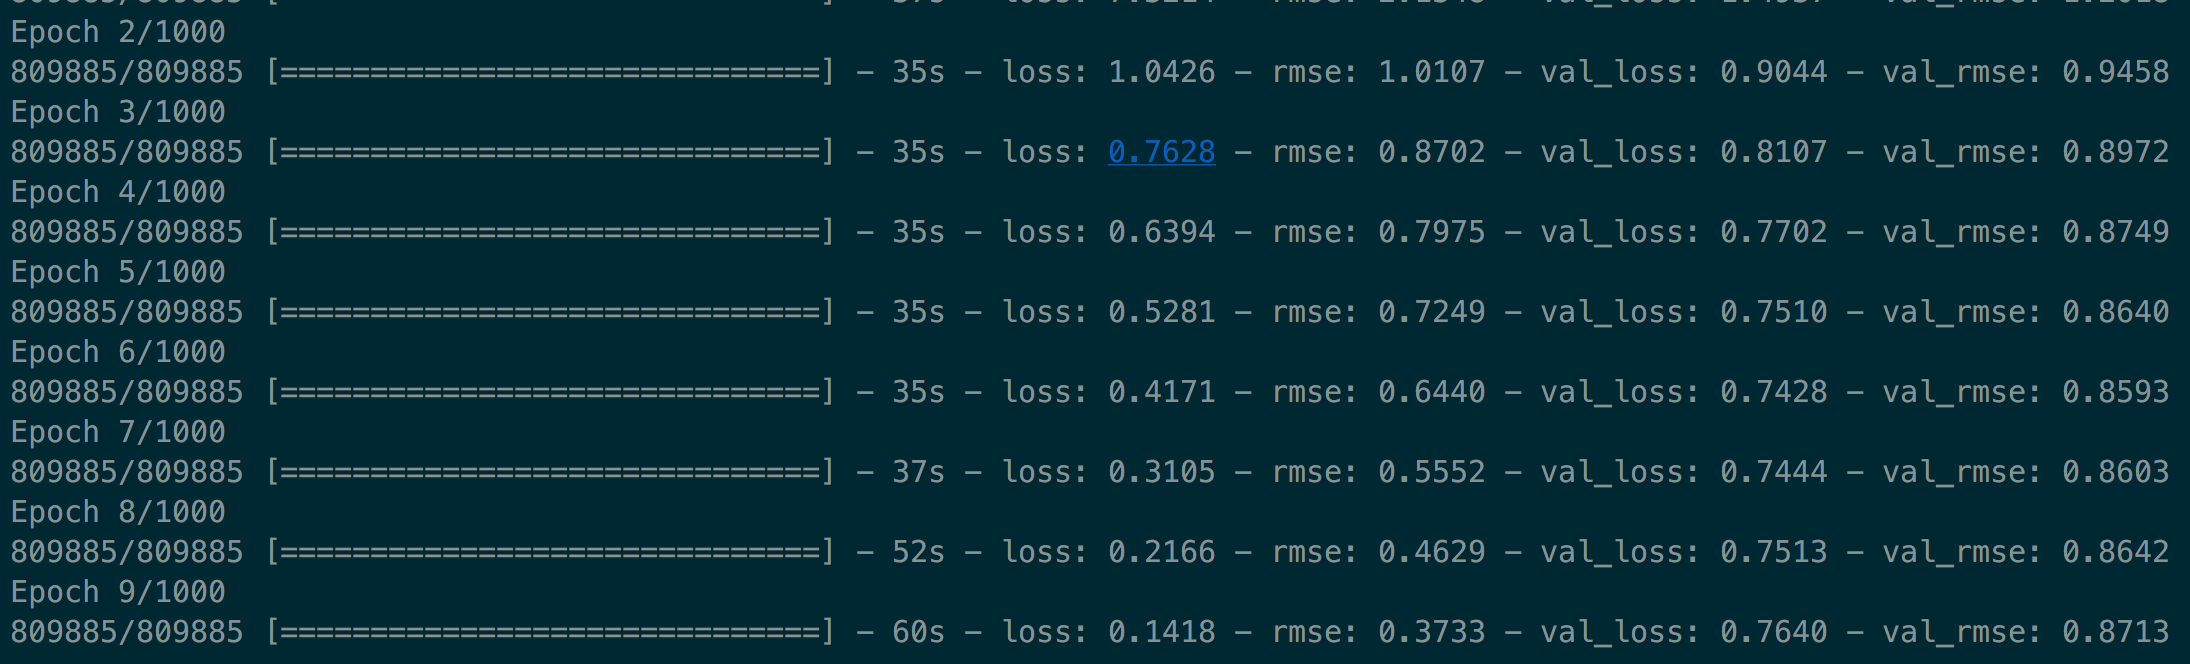 Epoch 2/1000
809885/809885 [==============================] - 35s - loss: 1.0426 - rmse: 1.0107 - val_loss: 0.9044 - val_rmse: 0.9458
Epoch 3/1000
809885/809885 [==============================] - 35s - loss: 0.7628 - rmse: 0.8702 - val_loss: 0.8107 - val_rmse: 0.8972
Epoch 4/1000
809885/809885 [==============================] - 35s - loss: 0.6394 - rmse: 0.7975 - val_loss: 0.7702 - val_rmse: 0.8749
Epoch 5/1000
809885/809885 [==============================] - 35s - loss: 0.5281 - rmse: 0.7249 - val_loss: 0.7510 - val_rmse: 0.8640
Epoch 6/1000
809885/809885 [==============================] - 35s - loss: 0.4171 - rmse: 0.6440 - val_loss: 0.7428 - val_rmse: 0.8593
Epoch 7/1000
809885/809885 [==============================] - 37s - loss: 0.3105 - rmse: 0.5552 - val_loss: 0.7444 - val_rmse: 0.8603
Epoch 8/1000
809885/809885 [==============================] - 52s - loss: 0.2166 - rmse: 0.4629 - val_loss: 0.7513 - val_rmse: 0.8642
Epoch 9/1000
809885/809885 [==============================] - 60s - loss: 0.1418 - rmse: 0.3733 - val_loss: 0.7640 - val_rmse: 0.8713